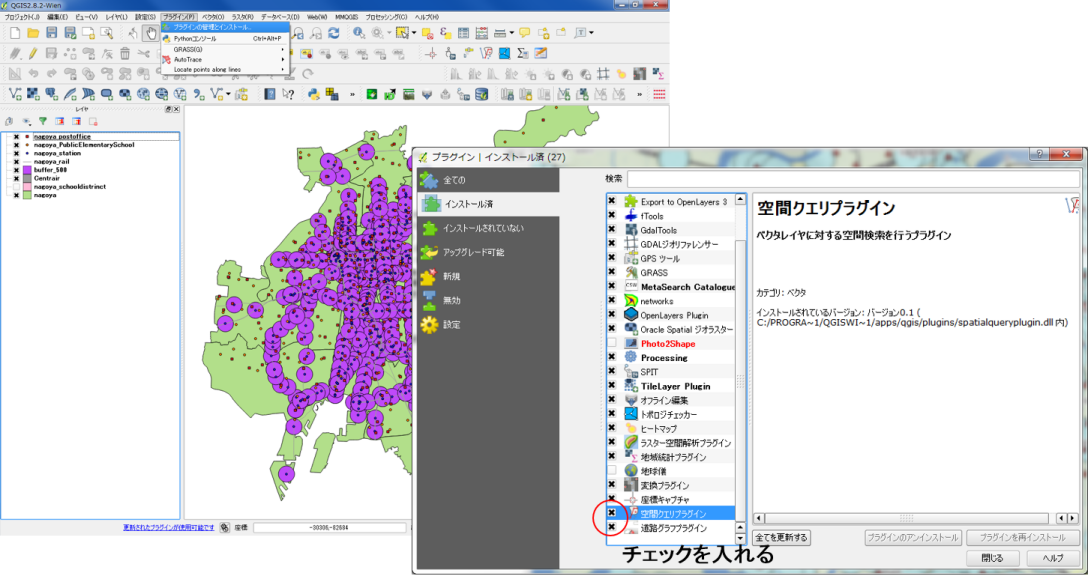 QGIS2.8.2-Wien
プロジェクト(J) 編集(E) ビュー(V) レイヤ(L) 設定(S) プラグイン(P) ベクタ(O) ラスタ(R) データベース(D) Web(W) MMQGIS プロセッシング(C) ヘルプ(H)
プラグインの管理とインストール...
Pythonコンソール Ctrl+Alt+P
GRASS(G)
AutoTrace
Locate points along lines
レイヤ
nagoya_postoffice
nagoya_PublicElementarySchool
nagoya_station
nagoya_rail
buffer_500
Centrair
nagoya_schooldistrict
nagoya
更新されたプラグインが使用可能です 座標 -30306,-82604
プラグイン | インストール済 (27)
全ての
インストール済
インストールされていない
アップグレード可能
新規
無効
設定
検索
Export to OpenLayers 3
fTools
GdalTools
GDALジオリファレンサー
GPS ツール
GRASS
MetaSearch Catalogue
networks
OpenLayers Plugin
Oracle Spatial ジオラスター
Photo2Shape
Processing
SPIT
TileLayer Plugin
オフライン編集
トポロジチェッカー
ヒートマップ
ラスター空間解析プラグイン
地域統計プラグイン
地球儀
変換プラグイン
座標キャプチャ
空間クエリプラグイン
道路グラフプラグイン
空間クエリプラグイン
ベクタレイヤに対する空間検索を行うプラグイン
カテゴリ: ベクタ
インストールされているバージョン: バージョン0.1 (
C:/PROGRA~1/QGISWI~1/apps/qgis/plugins/spatialqueryplugin.dll 内)
全てを更新する プラグインのアンインストール プラグインを再インストール
閉じる ヘルプ
チェックを入れる